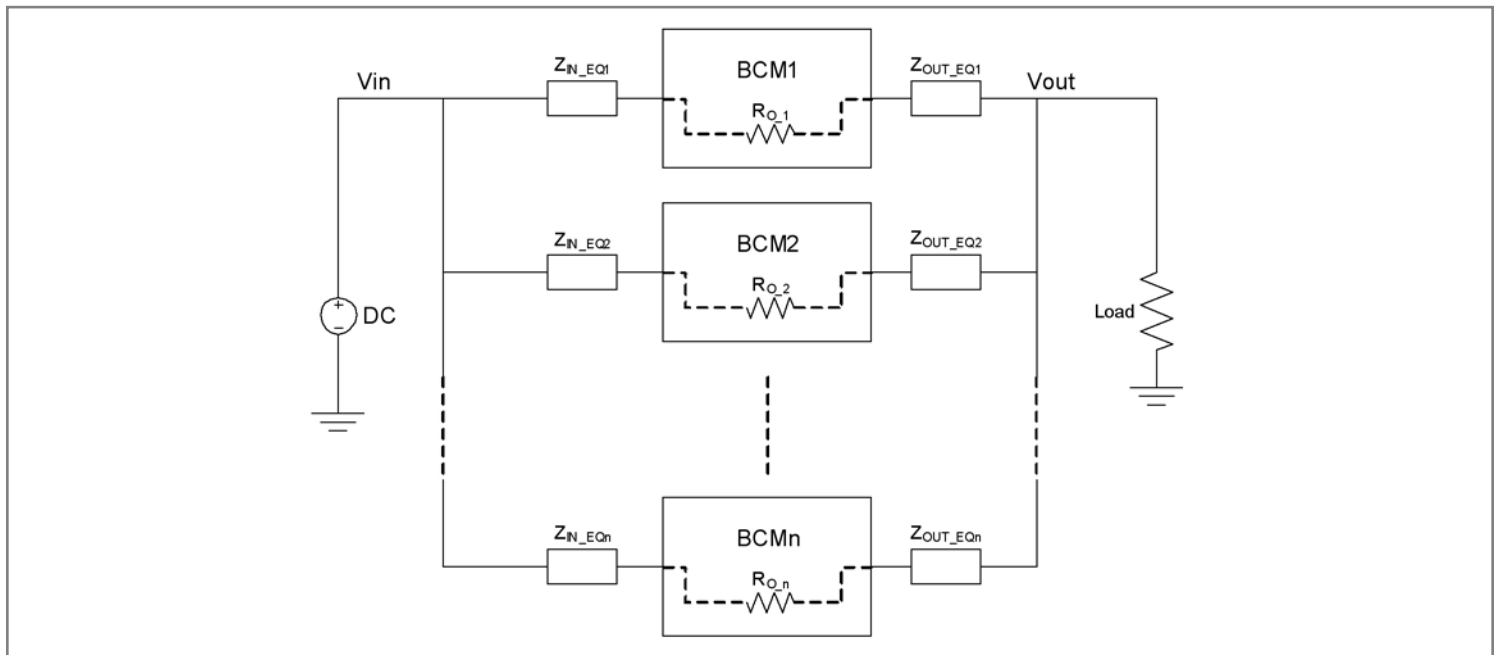 Vin
Z_IN_EQ1
BCM1
R_O_1
Z_OUT_EQ1
Vout
Z_IN_EQ2
BCM2
R_O_2
Z_OUT_EQ2
+
−
DC
Load
Z_IN_EQn
BCMn
R_O_n
Z_OUT_EQn